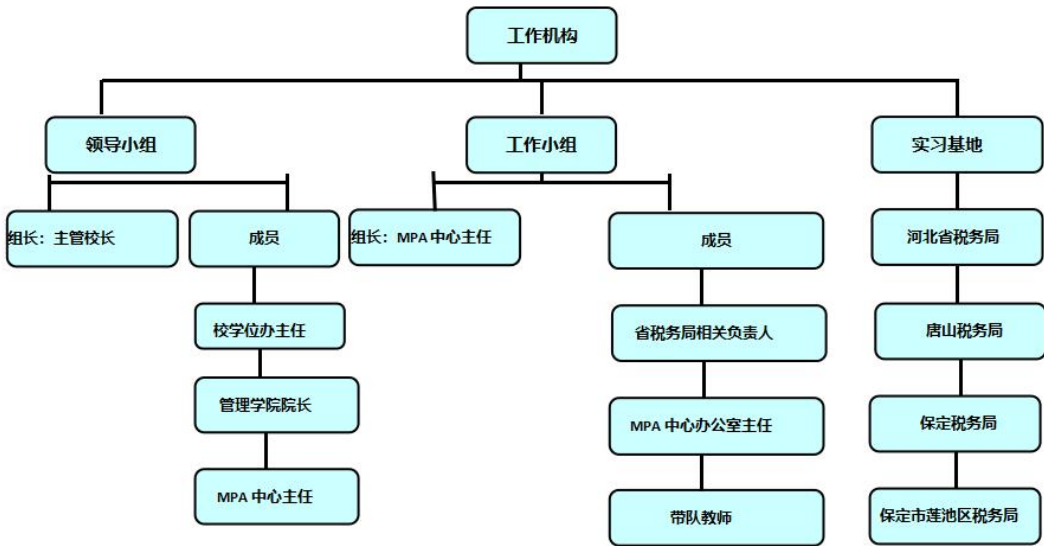 工作机构
领导小组
工作小组
实习基地
组长：主管校长
成员
组长：MPA 中心主任
成员
河北省税务局
校学位办主任
省税务局相关负责人
唐山税务局
管理学院院长
MPA 中心办公室主任
保定税务局
MPA 中心主任
带队教师
保定市莲池区税务局